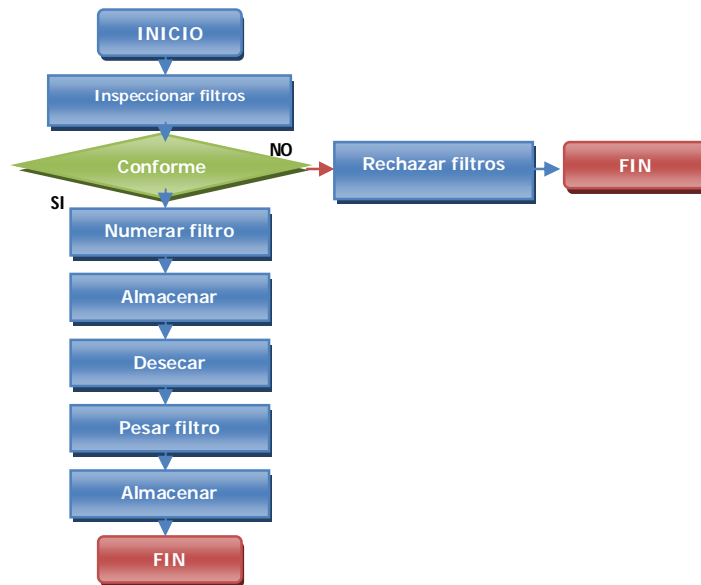 INICIO
Inspeccionar filtros
Conforme
NO
Rechazar filtros
FIN
SI
Numerar filtro
Almacenar
Desecar
Pesar filtro
Almacenar
FIN